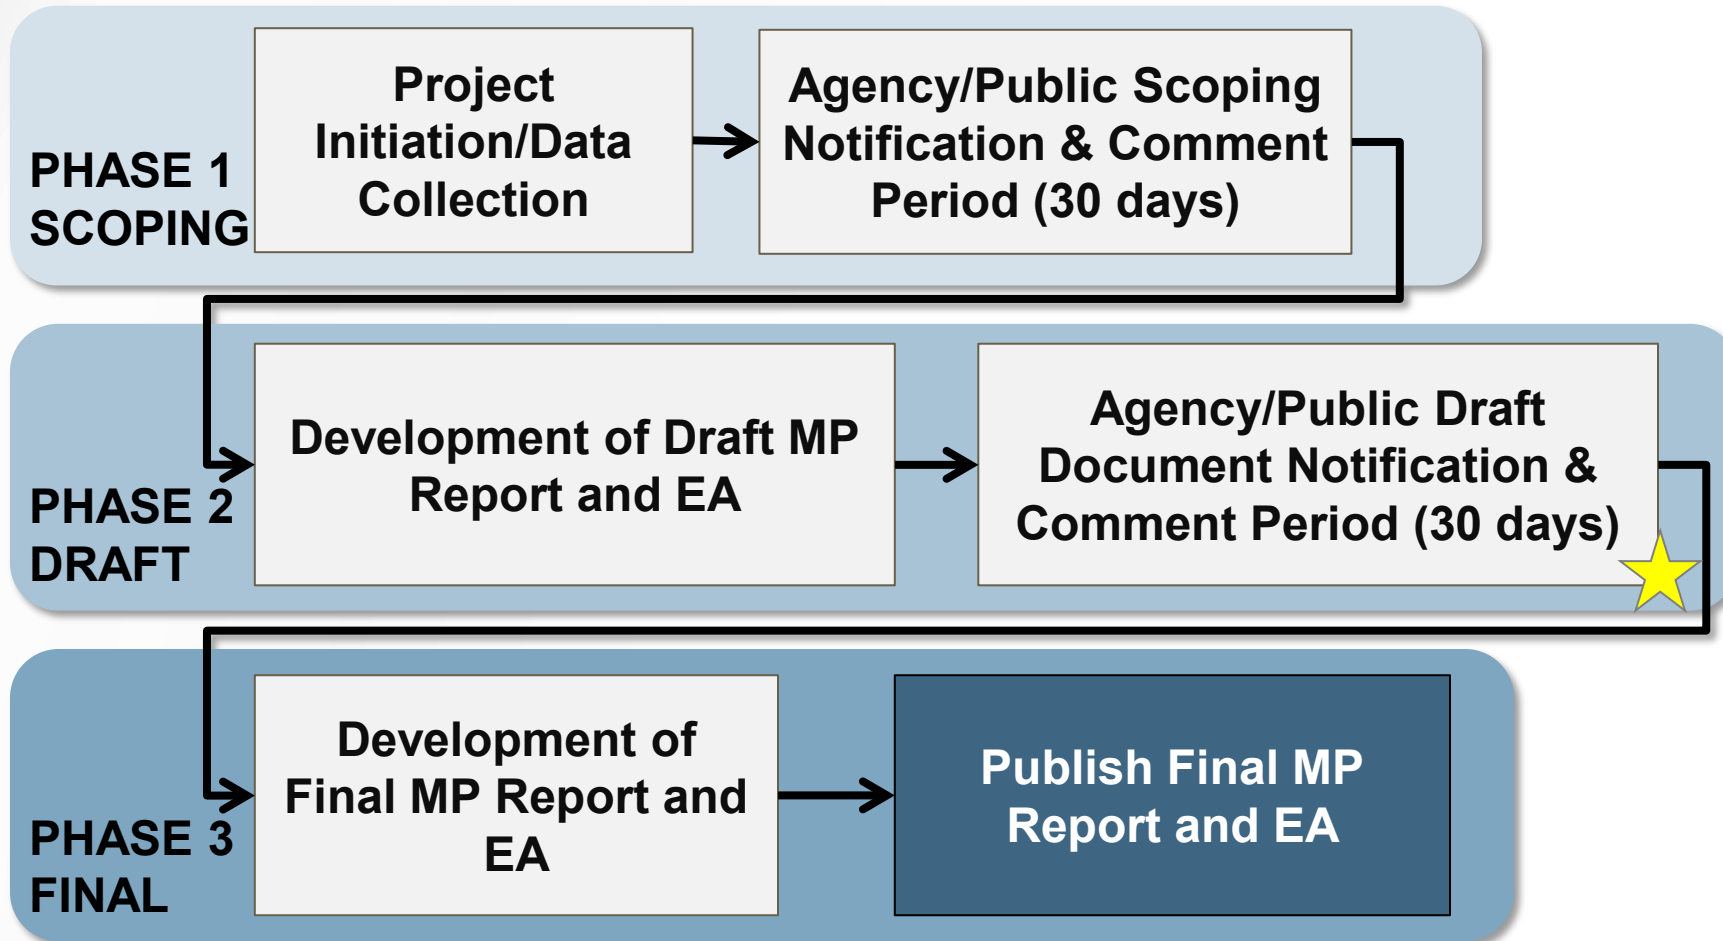 PHASE 1
SCOPING
Project
Initiation/Data
Collection
Agency/Public Scoping
Notification & Comment
Period (30 days)
PHASE 2
DRAFT
Development of Draft MP
Report and EA
Agency/Public Draft
Document Notification &
Comment Period (30 days)
PHASE 3
FINAL
Development of
Final MP Report and
EA
Publish Final MP
Report and EA